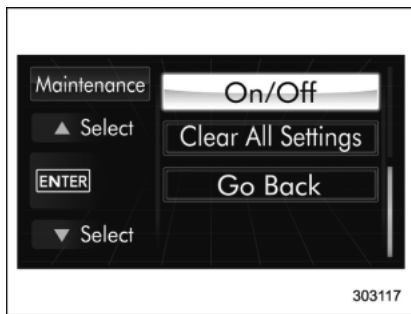 Maintenance
On/Off
▲ Select
Clear All Settings
ENTER
Go Back
▼ Select
303117